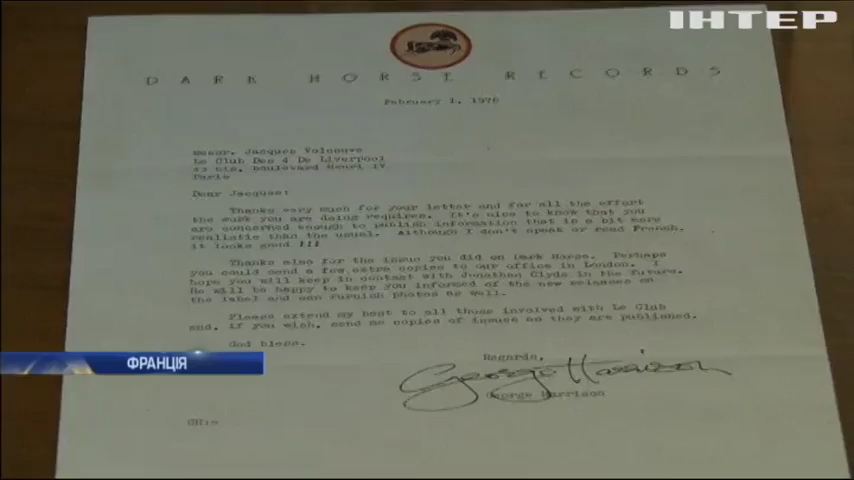 ІНТЕР
DARK HORSE RECORDS
February 1, 1976
Monsr. Jacques Volcouve
Le Club Des 4 De Liverpool
43 bis, Boulevard Henri IV
Paris
Dear Jacques:
Thanks very much for your letter and for all the effort
the work you are doing requires. It's nice to know that you
are concerned enough to publish information that is a bit more
realistic than the usual. Although I don't speak or read French,
it looks good !!!
Thanks also for the issue you did on Dark Horse. Perhaps
you could send a few extra copies to our office in London. I
hope you will keep in contact with Jonathan Clyde in the future.
He will be happy to keep you informed of the new releases on
the label and can furnish photos as well.
Please extend my best to all those involved with Le Club
and, if you wish, send me copies of issues as they are published.
God bless.
Regards,
George Harrison
George Harrison
ФРАНЦІЯ